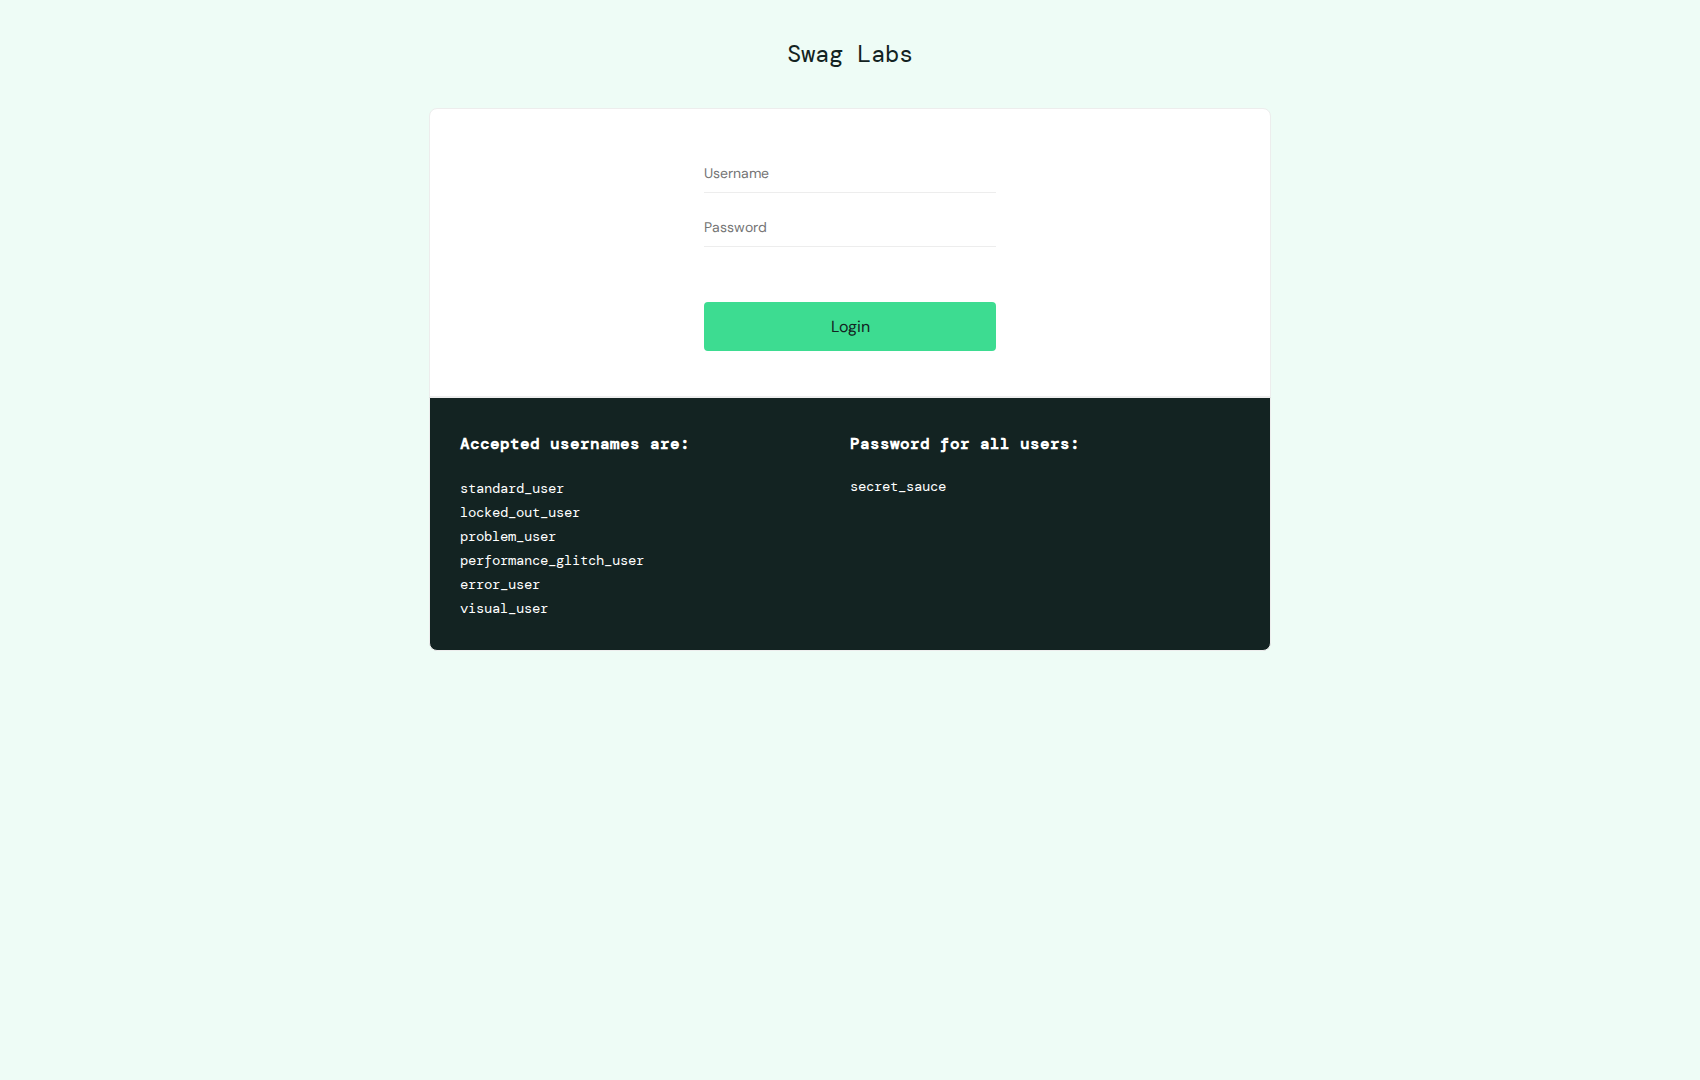 Swag Labs
Username
Password
Login
Accepted usernames are:
standard_user
locked_out_user
problem_user
performance_glitch_user
error_user
visual_user
Password for all users:
secret_sauce